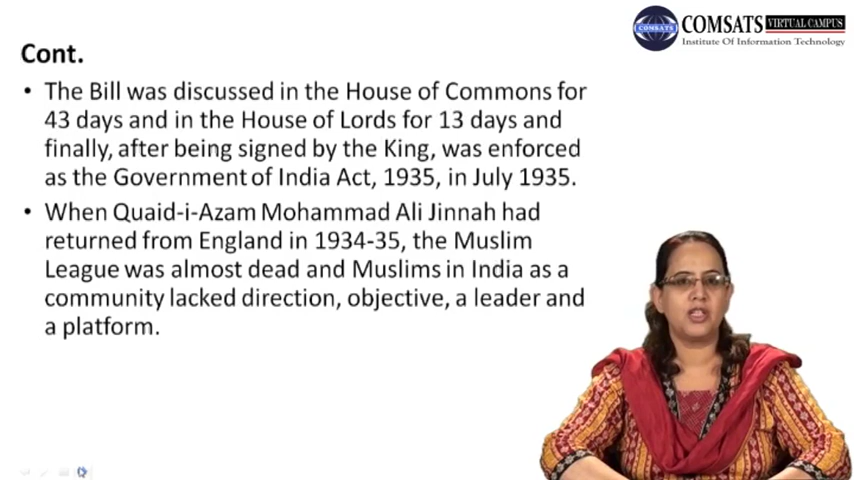 COMSATS VIRTUAL CAMPUS
COMSATS
Institute Of Information Technology
Cont.
• The Bill was discussed in the House of Commons for
43 days and in the House of Lords for 13 days and
finally, after being signed by the King, was enforced
as the Government of India Act, 1935, in July 1935.
• When Quaid-i-Azam Mohammad Ali Jinnah had
returned from England in 1934-35, the Muslim
League was almost dead and Muslims in India as a
community lacked direction, objective, a leader and
a platform.